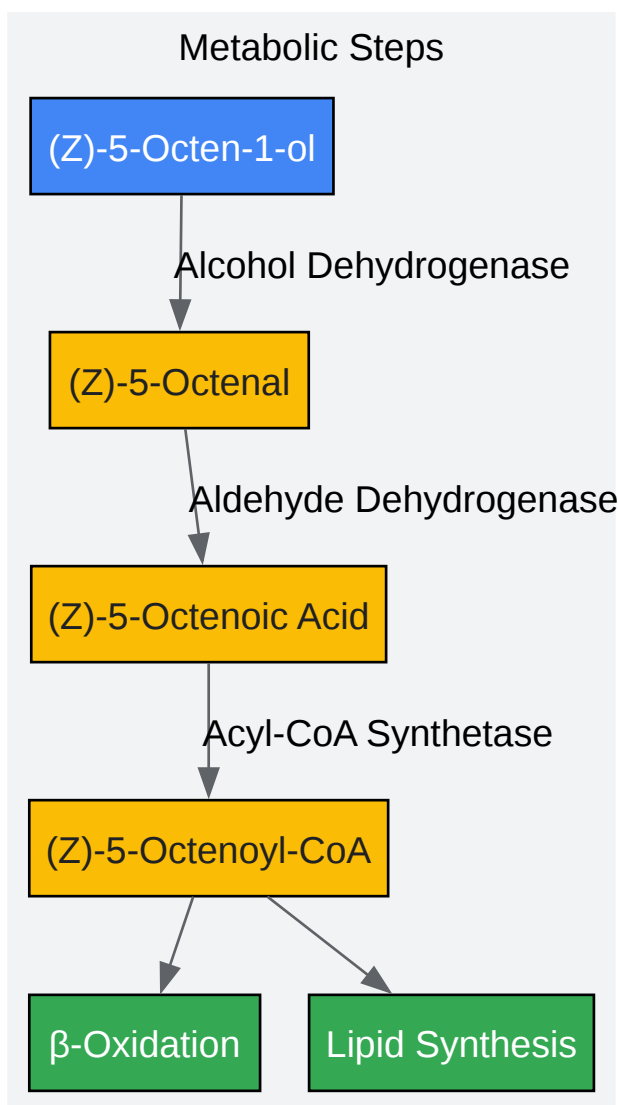 Metabolic Steps
(Z)-5-Octen-1-ol
Alcohol Dehydrogenase
(Z)-5-Octenal
Aldehyde Dehydrogenase
(Z)-5-Octenoic Acid
Acyl-CoA Synthetase
(Z)-5-Octenoyl-CoA
β-Oxidation
Lipid Synthesis